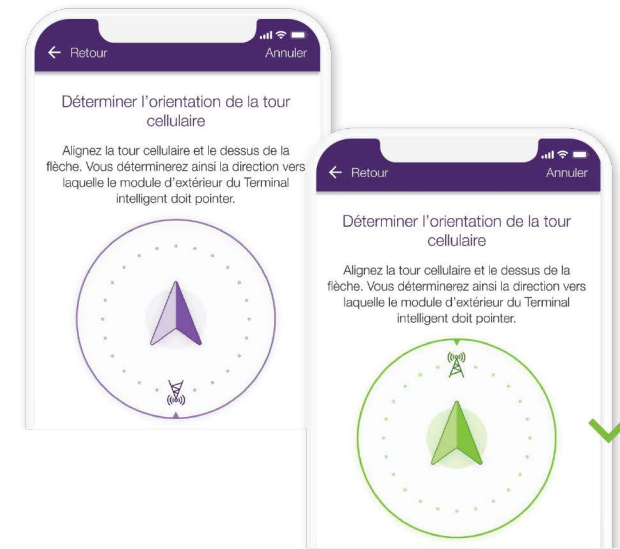 Retour
Annuler
Déterminer l'orientation de la tour
cellulaire
Alignez la tour cellulaire et le dessus de la
flèche. Vous déterminerez ainsi la direction vers
laquelle le module d'extérieur du Terminal
intelligent doit pointer.
Retour
Annuler
Déterminer l'orientation de la tour
cellulaire
Alignez la tour cellulaire et le dessus de la
flèche. Vous déterminerez ainsi la direction vers
laquelle le module d'extérieur du Terminal
intelligent doit pointer.